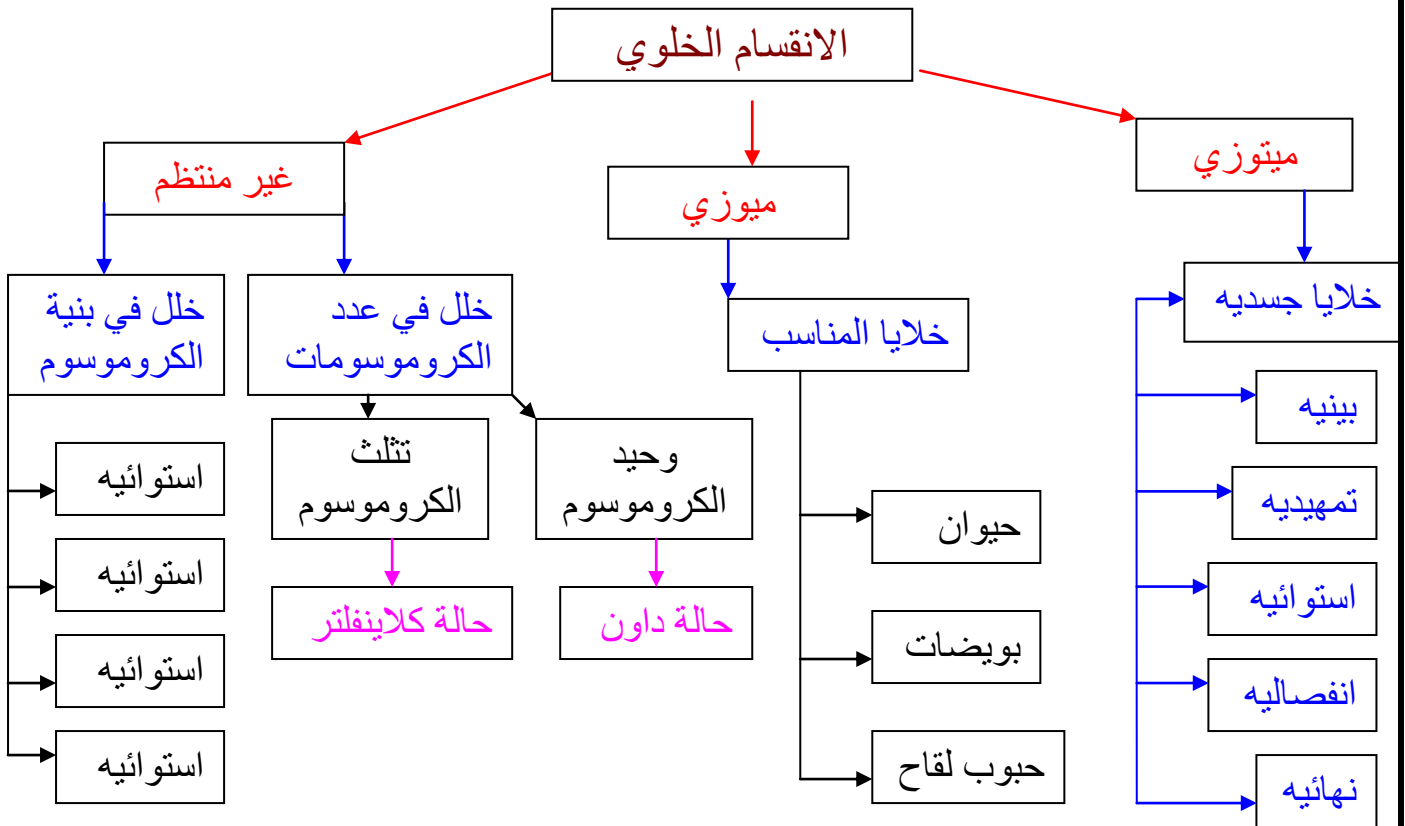 الانقسام الخلوي
ميتوزي
ميوزي
غير منتظم
خلايا جسديه
بينيه
تمهيديه
استوائيه
انفصاليه
نهائيه
خلايا المناسب
حيوان
بويضات
حبوب لقاح
خلل في عدد
الكروموسومات
وحيد
الكروموسوم
حالة داون
تثلث
الكروموسوم
حالة كلاينفلتر
خلل في بنية
الكروموسوم
استوائيه
استوائيه
استوائيه
استوائيه